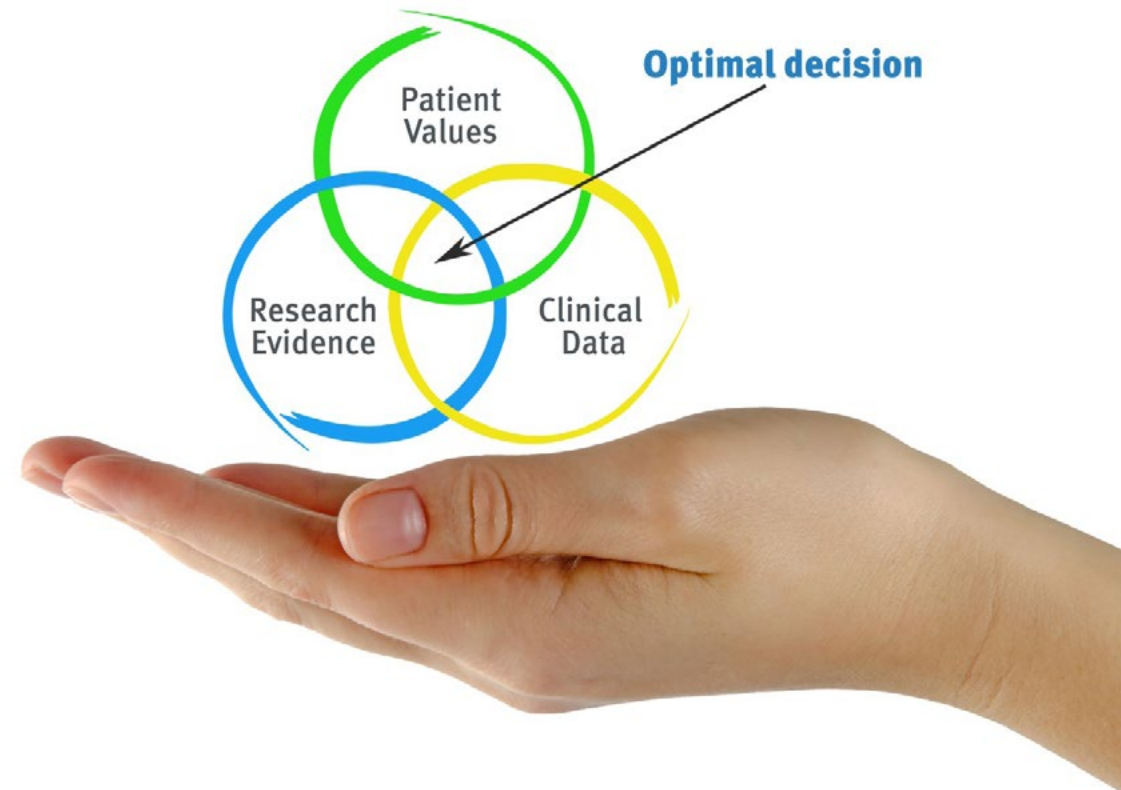 Optimal decision
Patient
Values
Research
Evidence
Clinical
Data